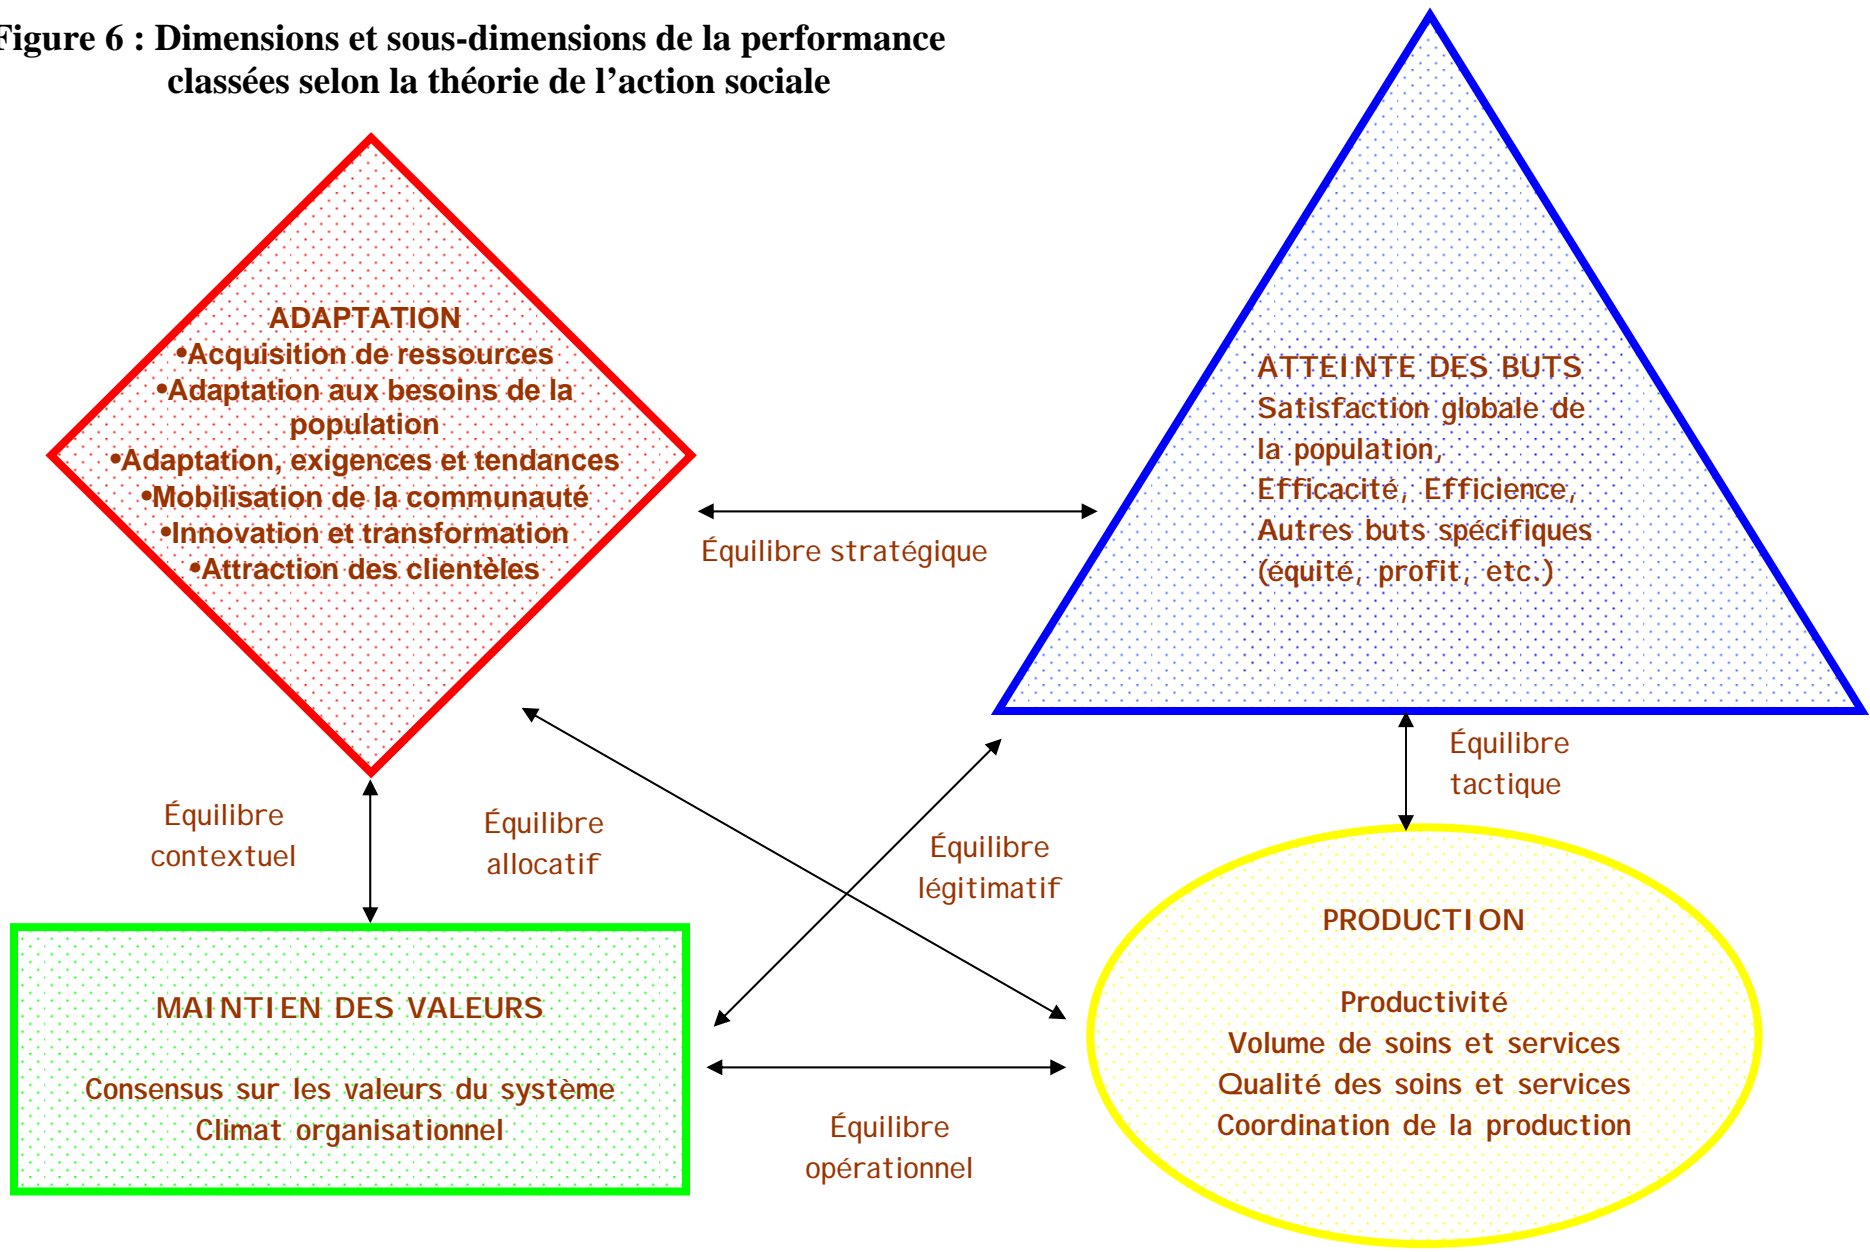 Figure 6 : Dimensions et sous-dimensions de la performance
classées selon la théorie de l’action sociale
ADAPTATION
•Acquisition de ressources
•Adaptation aux besoins de la
population
•Adaptation, exigences et tendances
•Mobilisation de la communauté
•Innovation et transformation
•Attraction des clientèles
ATTEINTE DES BUTS
Satisfaction globale de
la population,
Efficacité, Efficience,
Autres buts spécifiques
(équité, profit, etc.)
Équilibre stratégique
Équilibre
tactique
Équilibre
contextuel
Équilibre
allocatif
Équilibre
légitimatif
MAINTIEN DES VALEURS
Consensus sur les valeurs du système
Climat organisationnel
PRODUCTION
Productivité
Volume de soins et services
Qualité des soins et services
Coordination de la production
Équilibre
opérationnel